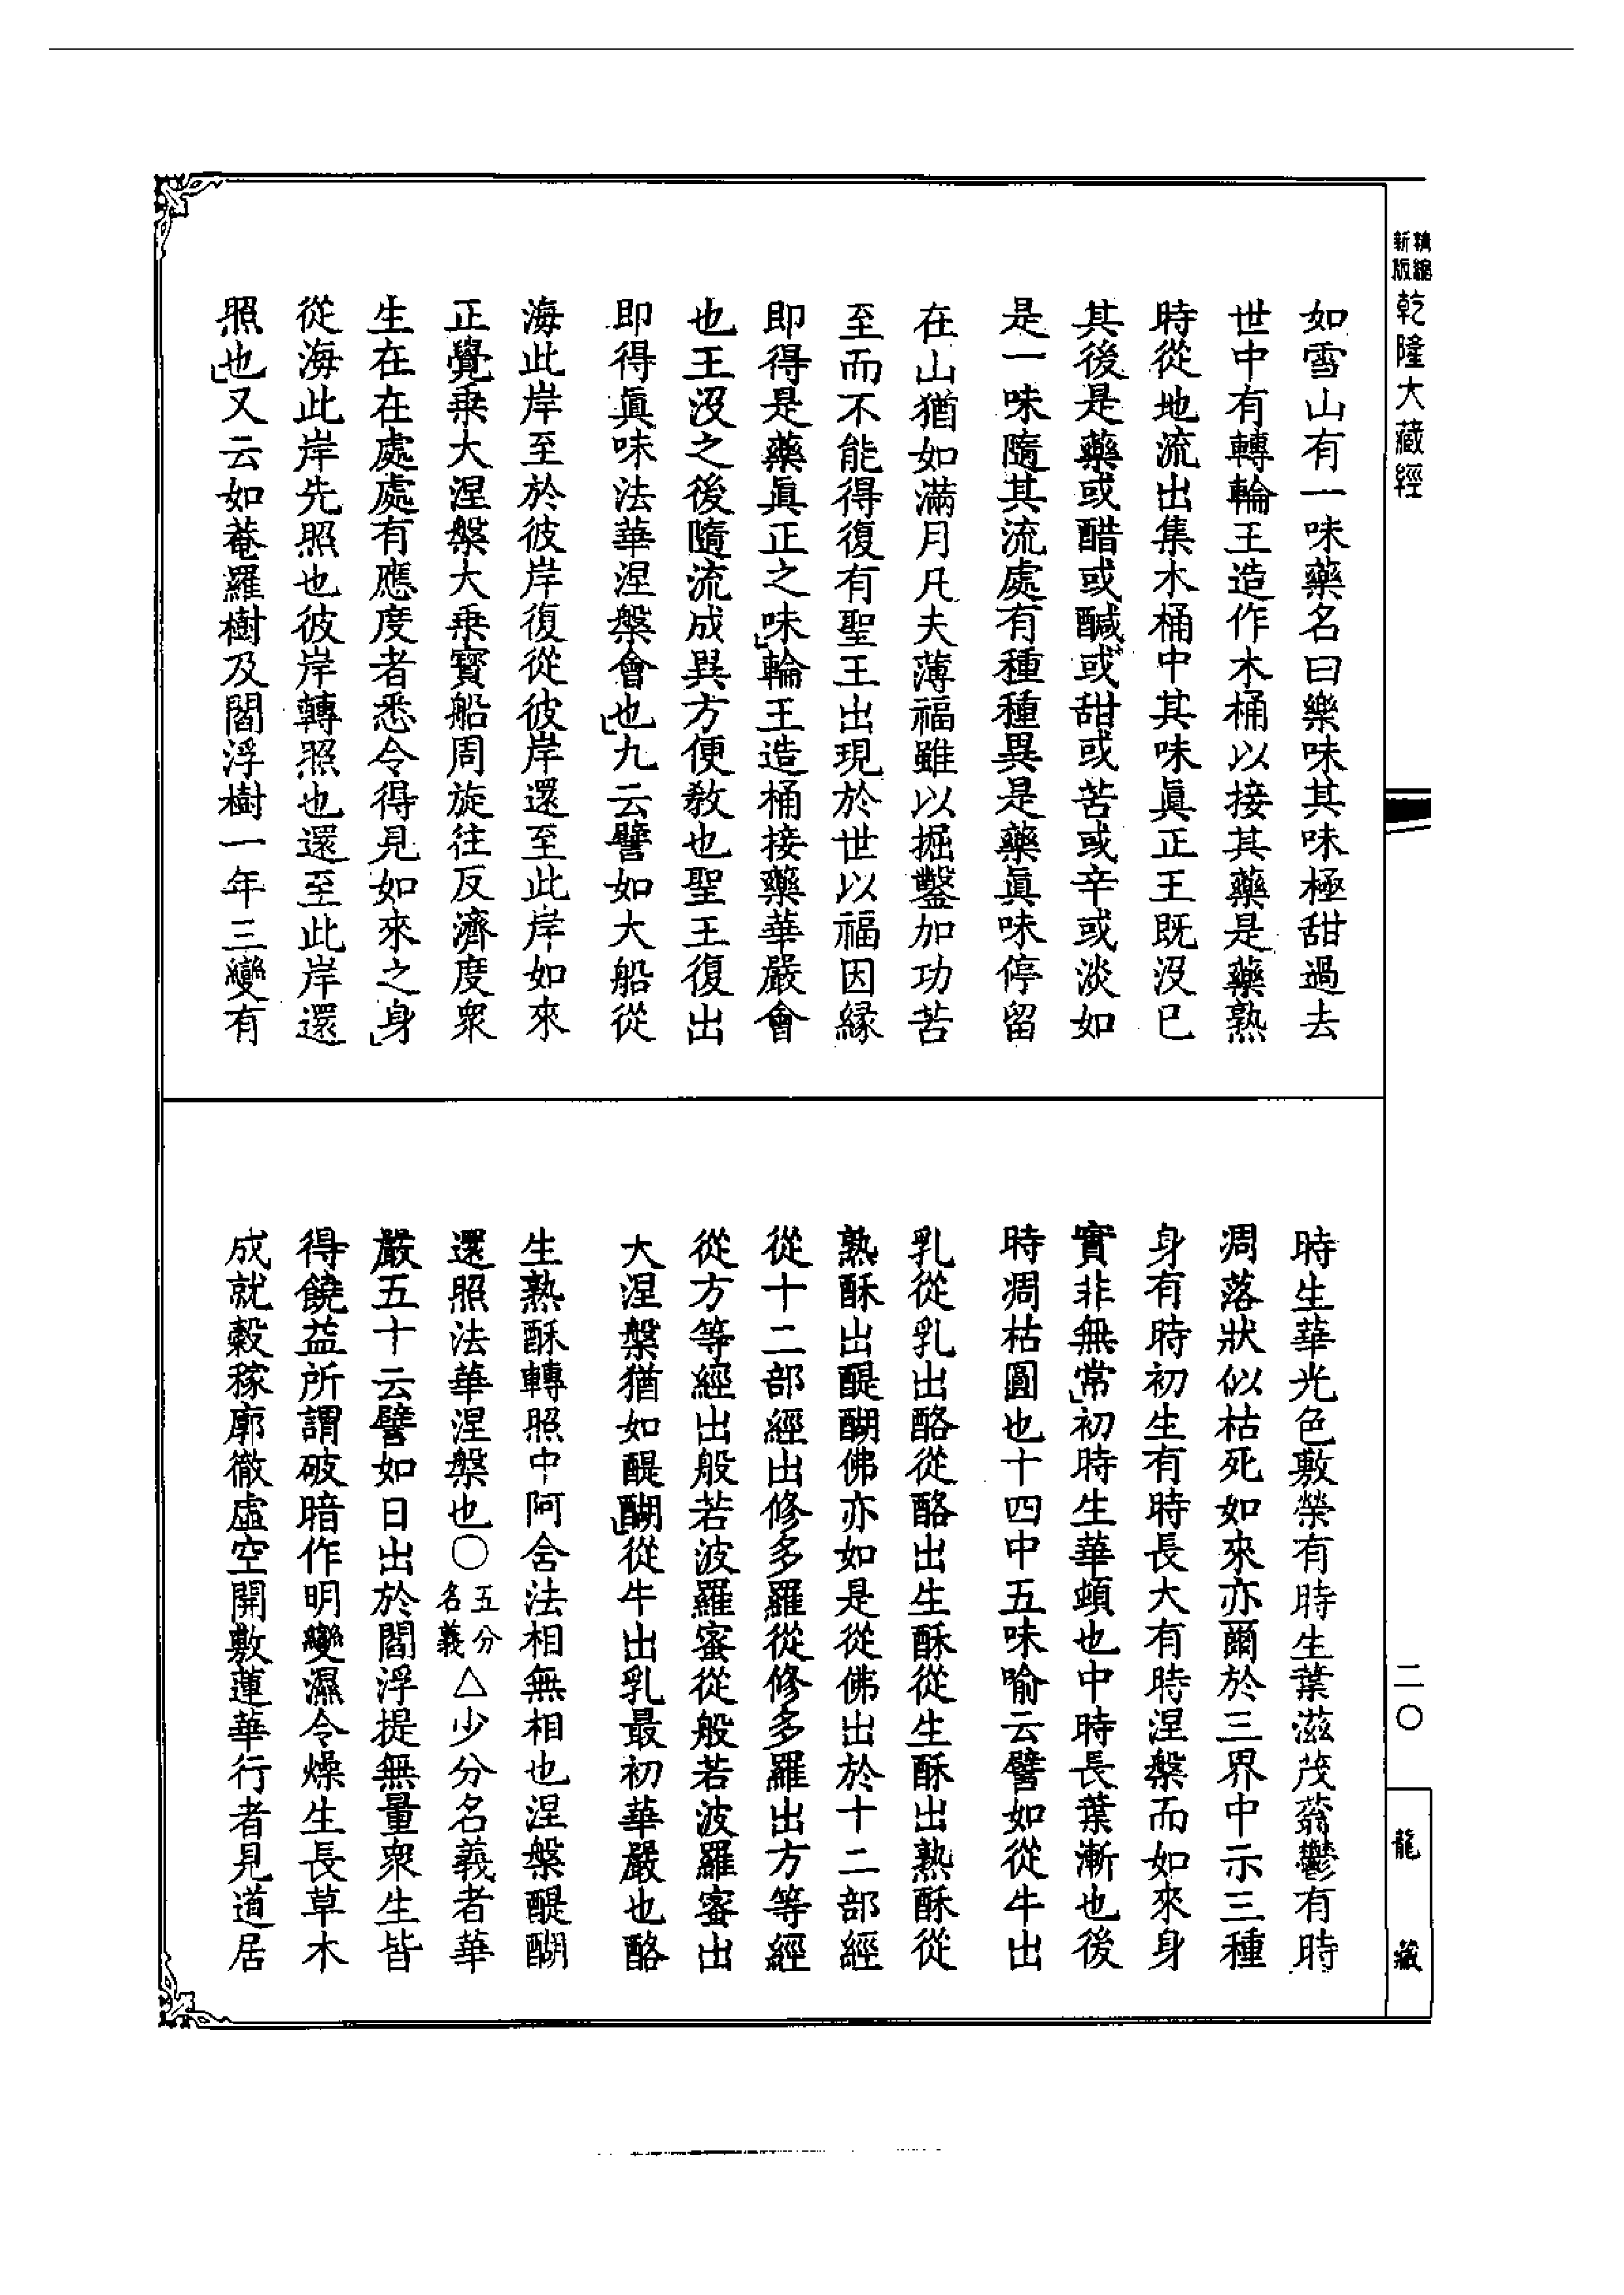 精縮
新版
乾隆大藏經
如雪山有一味藥名曰樂味其味極甜過去
世中有轉輪王造作木桶以接其藥是藥熟
時從地流出集木桶中其味眞正王既没已
其後是藥或醋或鹹或甜或苦或辛或淡如
是一味隨其流處有種種異是藥眞味停留
在山猶如滿月凡夫薄福雖以掘鑿加功苦
至而不能得復有聖王出現於世以福因緣
即得是藥眞正之味」輪王造桶接藥華嚴會
也王没之後隨流成異方便教也聖王復出
即得眞味法華涅槃會也」九云譬如大船從
海此岸至於彼岸復從彼岸還至此岸如來
正覺乗大涅槃大乗寳船周旋往反濟度衆
生在在處處有應度者悉令得見如來之身」
從海此岸先照也彼岸轉照也還至此岸還
照也」又云如菴羅樹及閻浮樹一年三變有
時生華光色敷榮有時生葉滋茂蓊鬱有時
凋落狀似枯死如來亦爾於三界中示三種
身有時初生有時長大有時涅槃而如來身
實非無常」初時生華頓也中時長葉漸也後
時凋枯圓也十四中五味喻云譬如從牛出
乳從乳出酪從酪出生酥從生酥出熟酥從
熟酥出醍醐佛亦如是從佛出於十二部經
從十二部經出修多羅從修多羅出方等經
從方等經出般若波羅蜜從般若波羅蜜出
大涅槃猶如醍醐」從牛出乳最初華嚴也酪
生熟酥轉照中阿含法相無相也涅槃醍醐
還照法華涅槃也〇五分名義△少分名義者華
嚴五十云譬如日出於閻浮提無量衆生皆
得饒益所謂破暗作明變濕令燥生長草木
成就穀稼廓徹虛空開敷蓮華行者見道居
二〇
龍藏